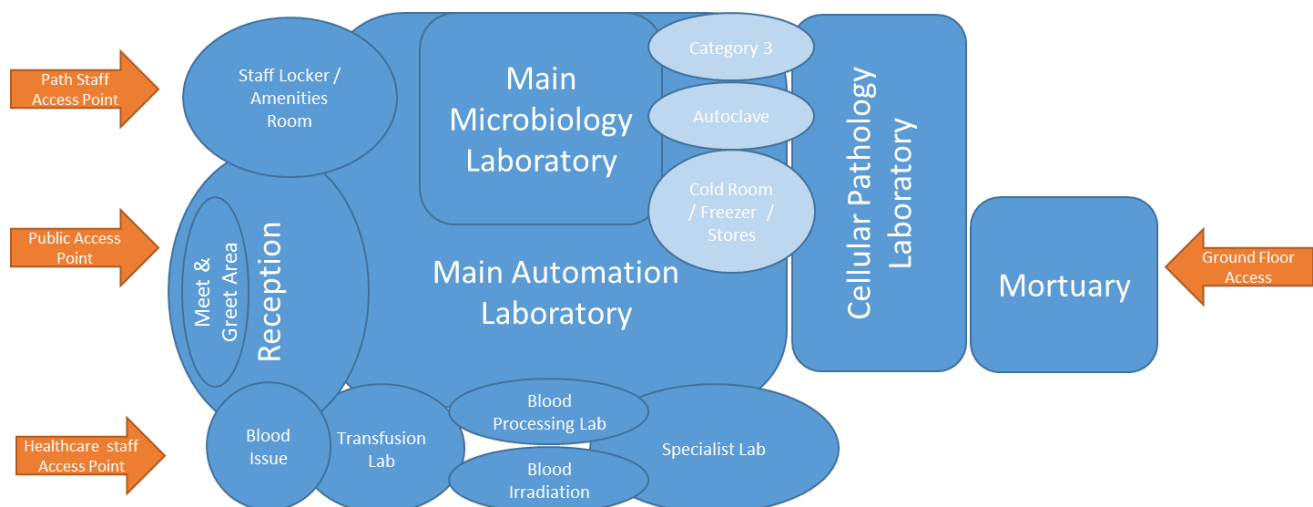 Path Staff
Access Point
Staff Locker /
Amenities
Room
Main
Microbiology
Laboratory
Category 3
Autoclave
Cold Room
/ Freezer /
Stores
Cellular Pathology
Laboratory
Public Access
Point
Meet &
Greet Area
Reception
Main Automation
Laboratory
Mortuary
Ground Floor
Access
Healthcare staff
Access Point
Blood
Issue
Transfusion
Lab
Blood
Processing Lab
Blood
Irradiation
Specialist Lab